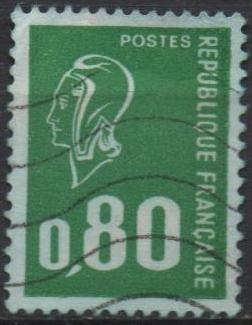 POSTES
RÉPUBLIQUE FRANÇAISE
0,80